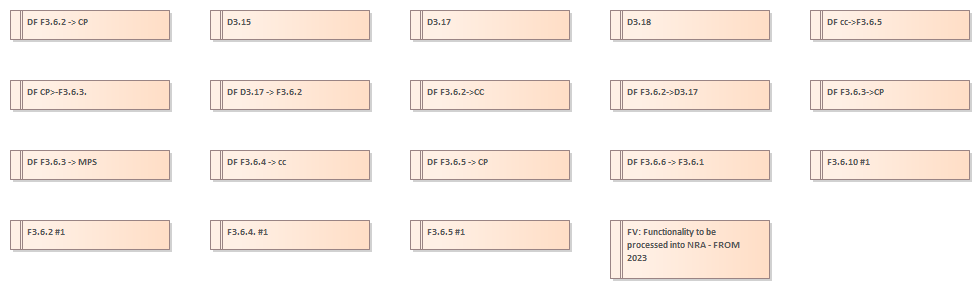 DF F3.6.2 -> CP
D3.15
D3.17
D3.18
DF cc->F3.6.5
DF CP>-F3.6.3.
DF D3.17 -> F3.6.2
DF F3.6.2->CC
DF F3.6.2->D3.17
DF F3.6.3->CP
DF F3.6.3 -> MPS
DF F3.6.4 -> cc
DF F3.6.5 -> CP
DF F3.6.6 -> F3.6.1
F3.6.10 #1
F3.6.2 #1
F3.6.4. #1
F3.6.5 #1
FV: Functionality to be
processed into NRA - FROM
2023